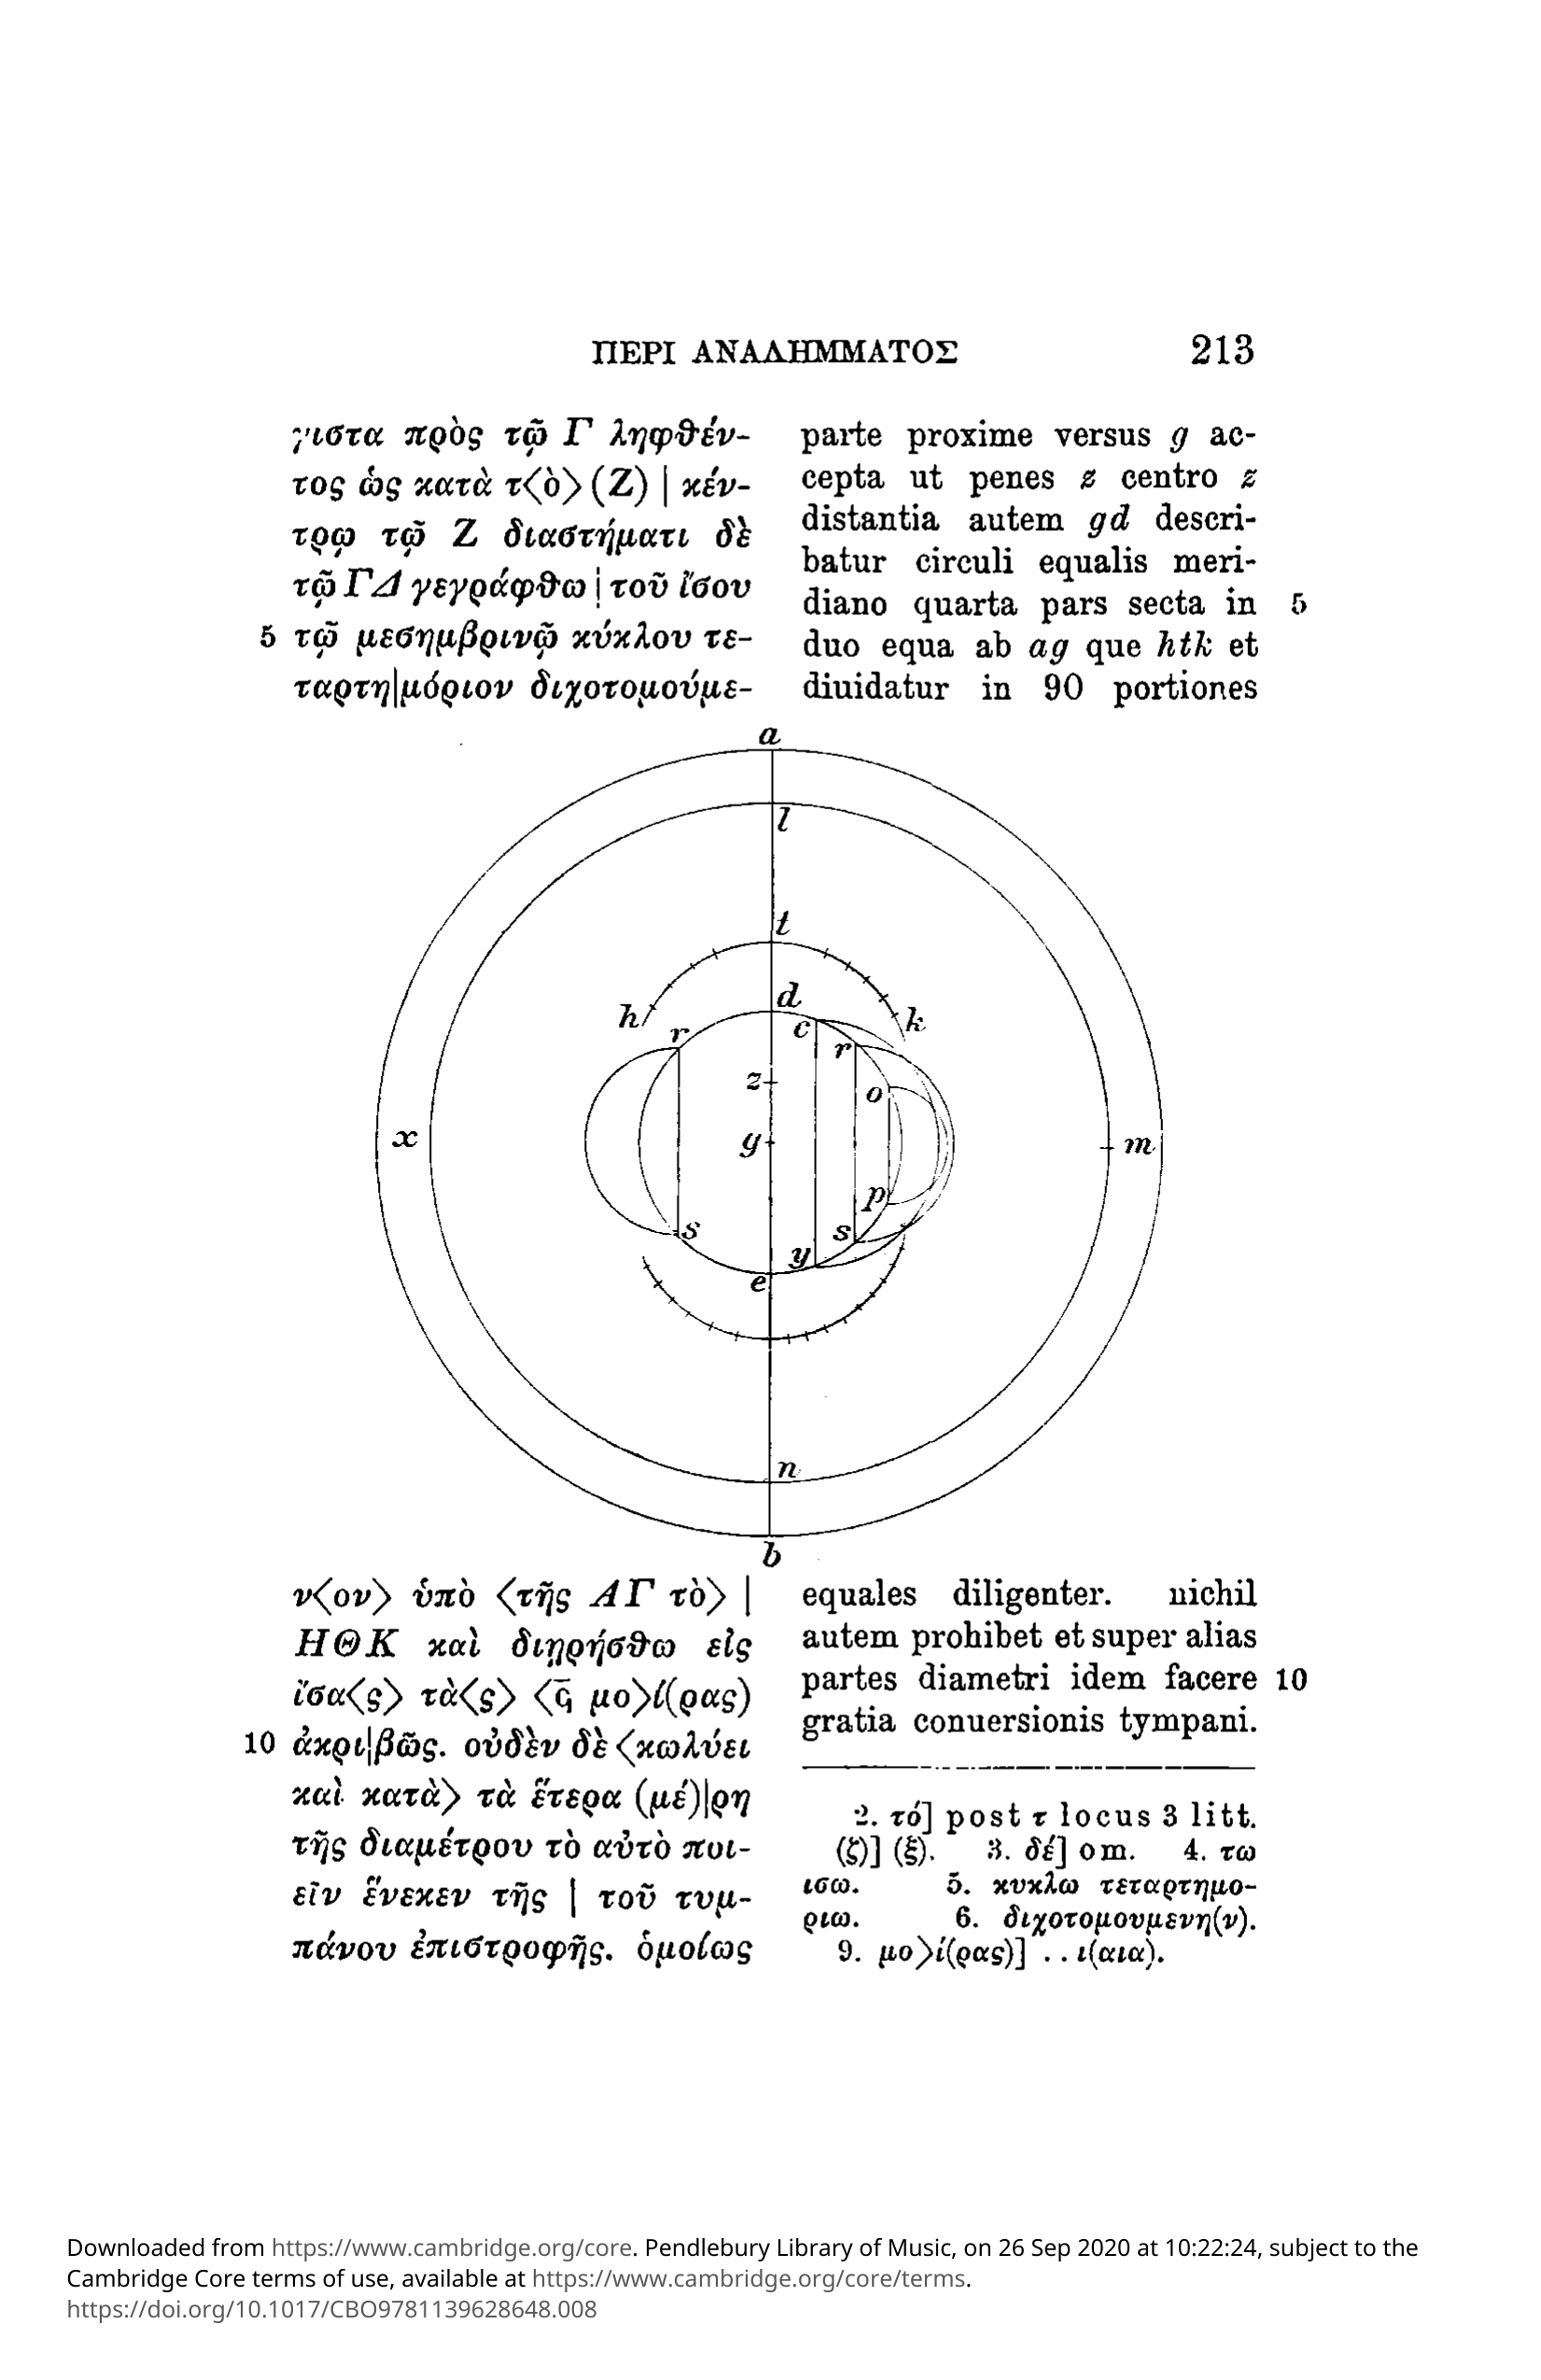 ΠΕΡΙ ΑΝΑΛΗΜΜΑΤΟΣ 213
γιστα πρὸς τῷ Γ ληφθέν-
τος ὡς κατὰ τ⟨ὸ⟩ (Ζ) | κέν-
τρῳ τῷ Ζ διαστήματι δὲ
τῷ ΓΔ γεγράφθω | τοῦ ἴσου
5 τῷ μεσημβρινῷ κύκλου τε-
ταρτη|μόριον διχοτομούμε-
parte proxime versus g ac-
cepta ut penes z centro z
distantia autem gd descri-
batur circuli equalis meri-
diano quarta pars secta in 5
duo equa ab ag que htk et
diuidatur in 90 portiones
a
l
t
d
h
k
r
c
r
z
o
x
g
m
p
s
s
y
e
n
b
ν⟨ον⟩ ὑπὸ ⟨τῆς ΑΓ τὸ⟩ |
ΗΘΚ καὶ διῃρήσθω εἰς
ἴσα⟨ς⟩ τὰ⟨ς⟩ ⟨ϟ̄ μο⟩ί(ρας)
10 ἀκρι|βῶς. οὐδὲν δὲ ⟨κωλύει
καὶ κατὰ⟩ τὰ ἕτερα (μέ)|ρη
τῆς διαμέτρου τὸ αὐτὸ ποι-
εῖν ἕνεκεν τῆς | τοῦ τυμ-
πάνου ἐπιστροφῆς. ὁμοίως
equales diligenter. nichil
autem prohibet et super alias
partes diametri idem facere 10
gratia conuersionis tympani.
2. τό] post τ locus 3 litt.
(ζ)] (ξ). 3. δέ] om. 4. τω
ισω. 5. κυκλω τεταρτημο-
ριω. 6. διχοτομουμενη(ν).
9. μο⟩ί(ρας)] . . ι(αια).
Downloaded from https://www.cambridge.org/core. Pendlebury Library of Music, on 26 Sep 2020 at 10:22:24, subject to the
Cambridge Core terms of use, available at https://www.cambridge.org/core/terms.
https://doi.org/10.1017/CBO9781139628648.008